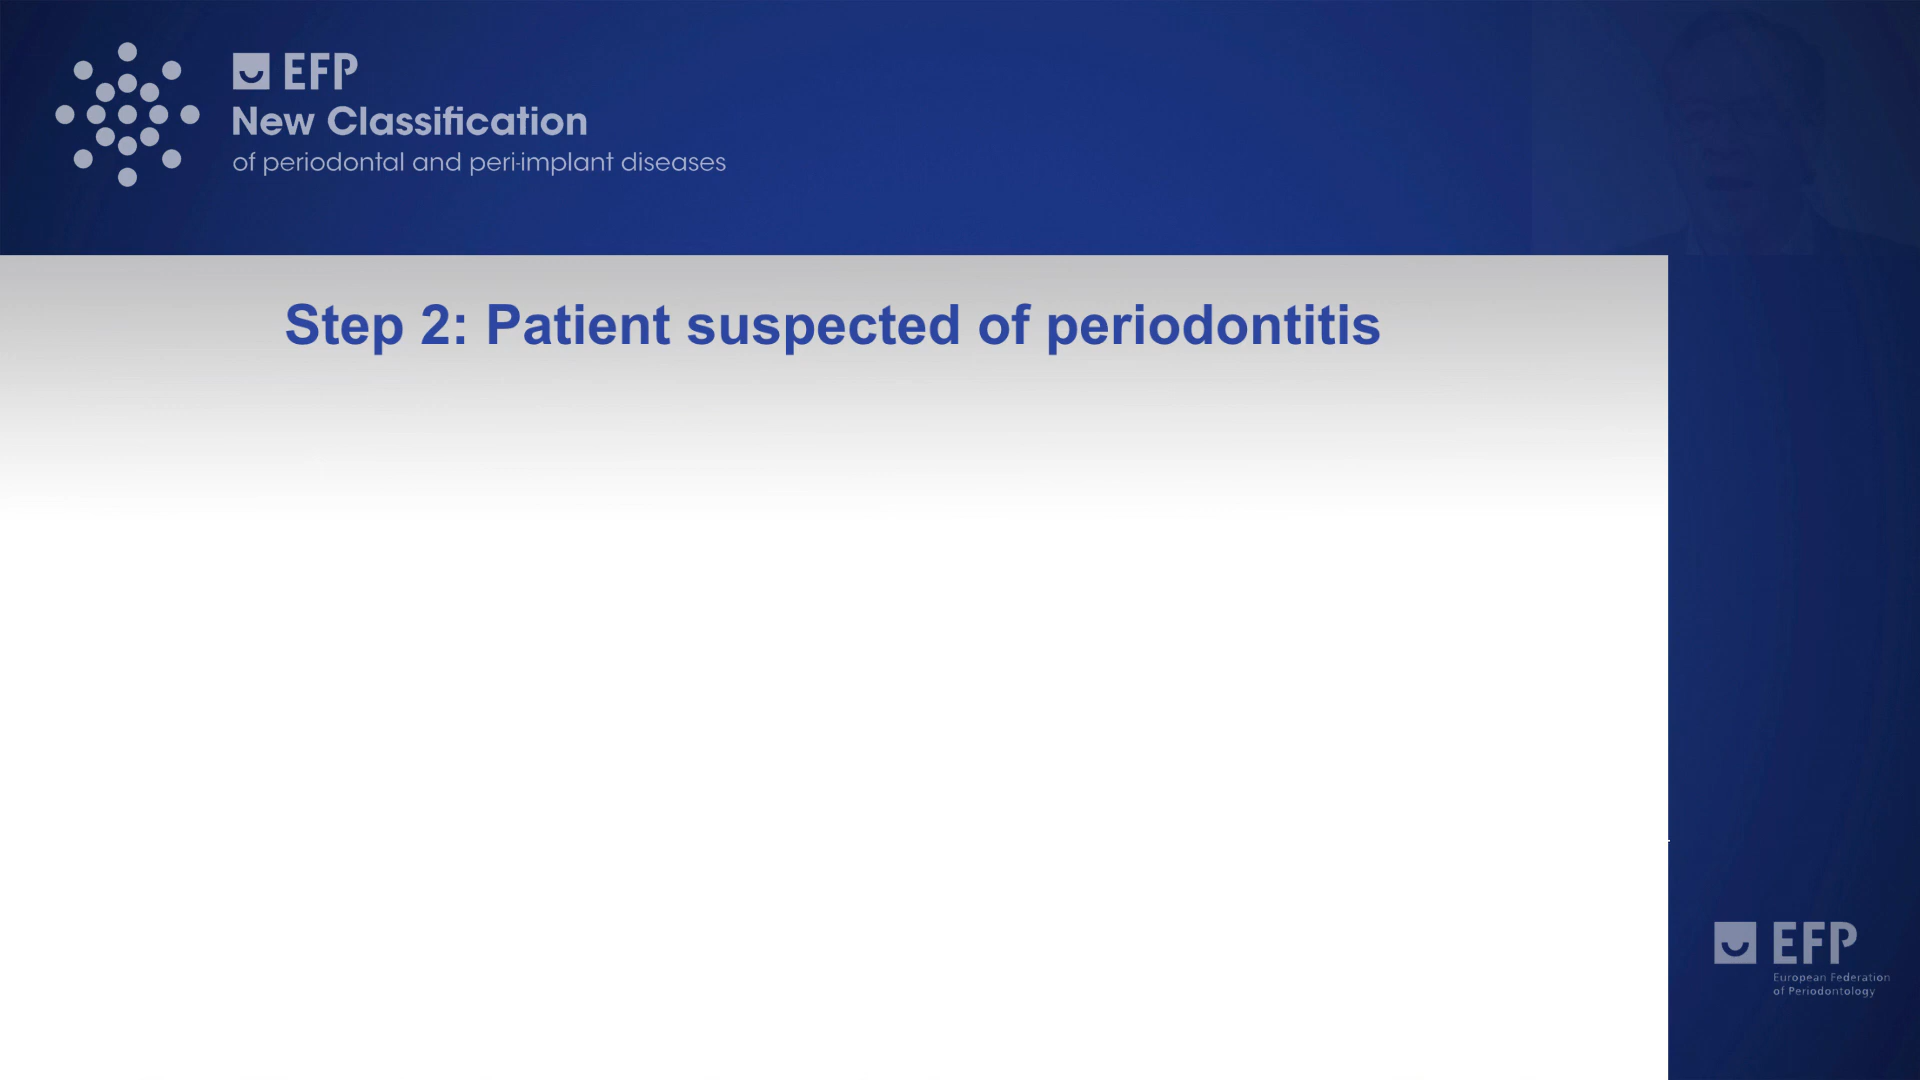 EFP
New Classification
of periodontal and peri-implant diseases
Step 2: Patient suspected of periodontitis
EFP
European Federation
of Periodontology